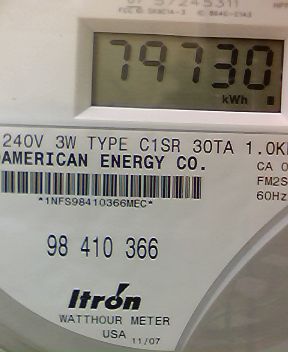 79730
kWh
240V 3W TYPE C1SR 30TA 1.0K
AMERICAN ENERGY CO.
CA 0
FM2S
60Hz
*1NFS98410366MEC*
98 410 366
Itrón
WATTHOUR METER
USA 11/07